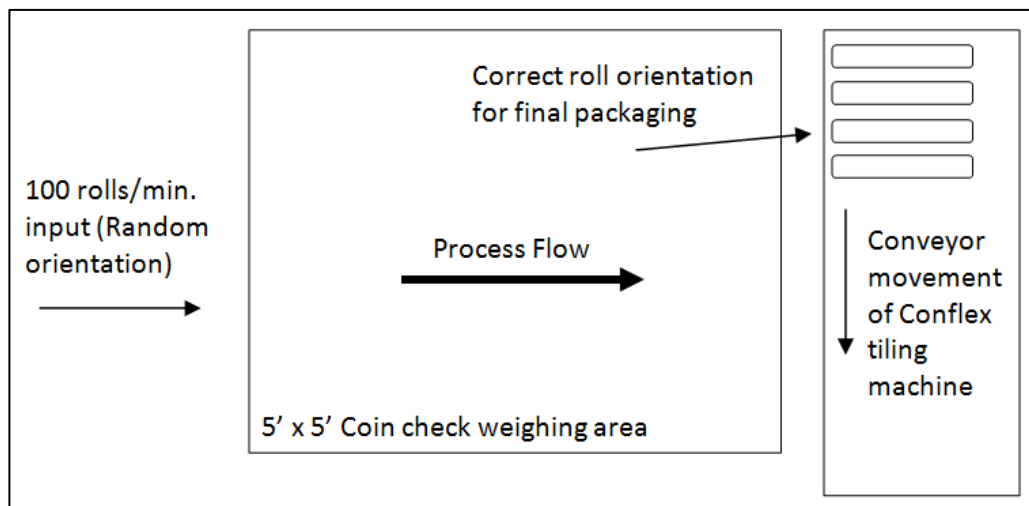 Correct roll orientation
for final packaging
100 rolls/min.
input (Random
orientation)
Process Flow
Conveyor
movement
of Conflex
tiling
machine
5’ x 5’ Coin check weighing area